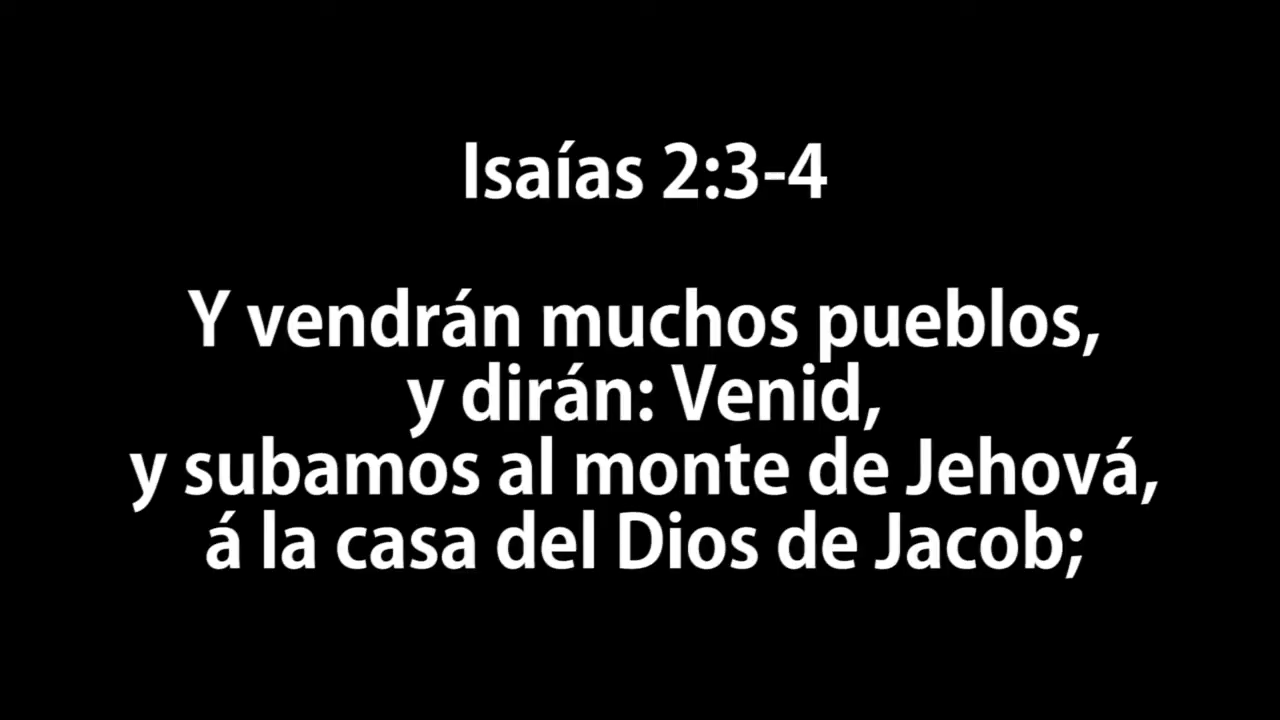 Isaías 2:3-4
Y vendrán muchos pueblos,
y dirán: Venid,
y subamos al monte de Jehová,
á la casa del Dios de Jacob;